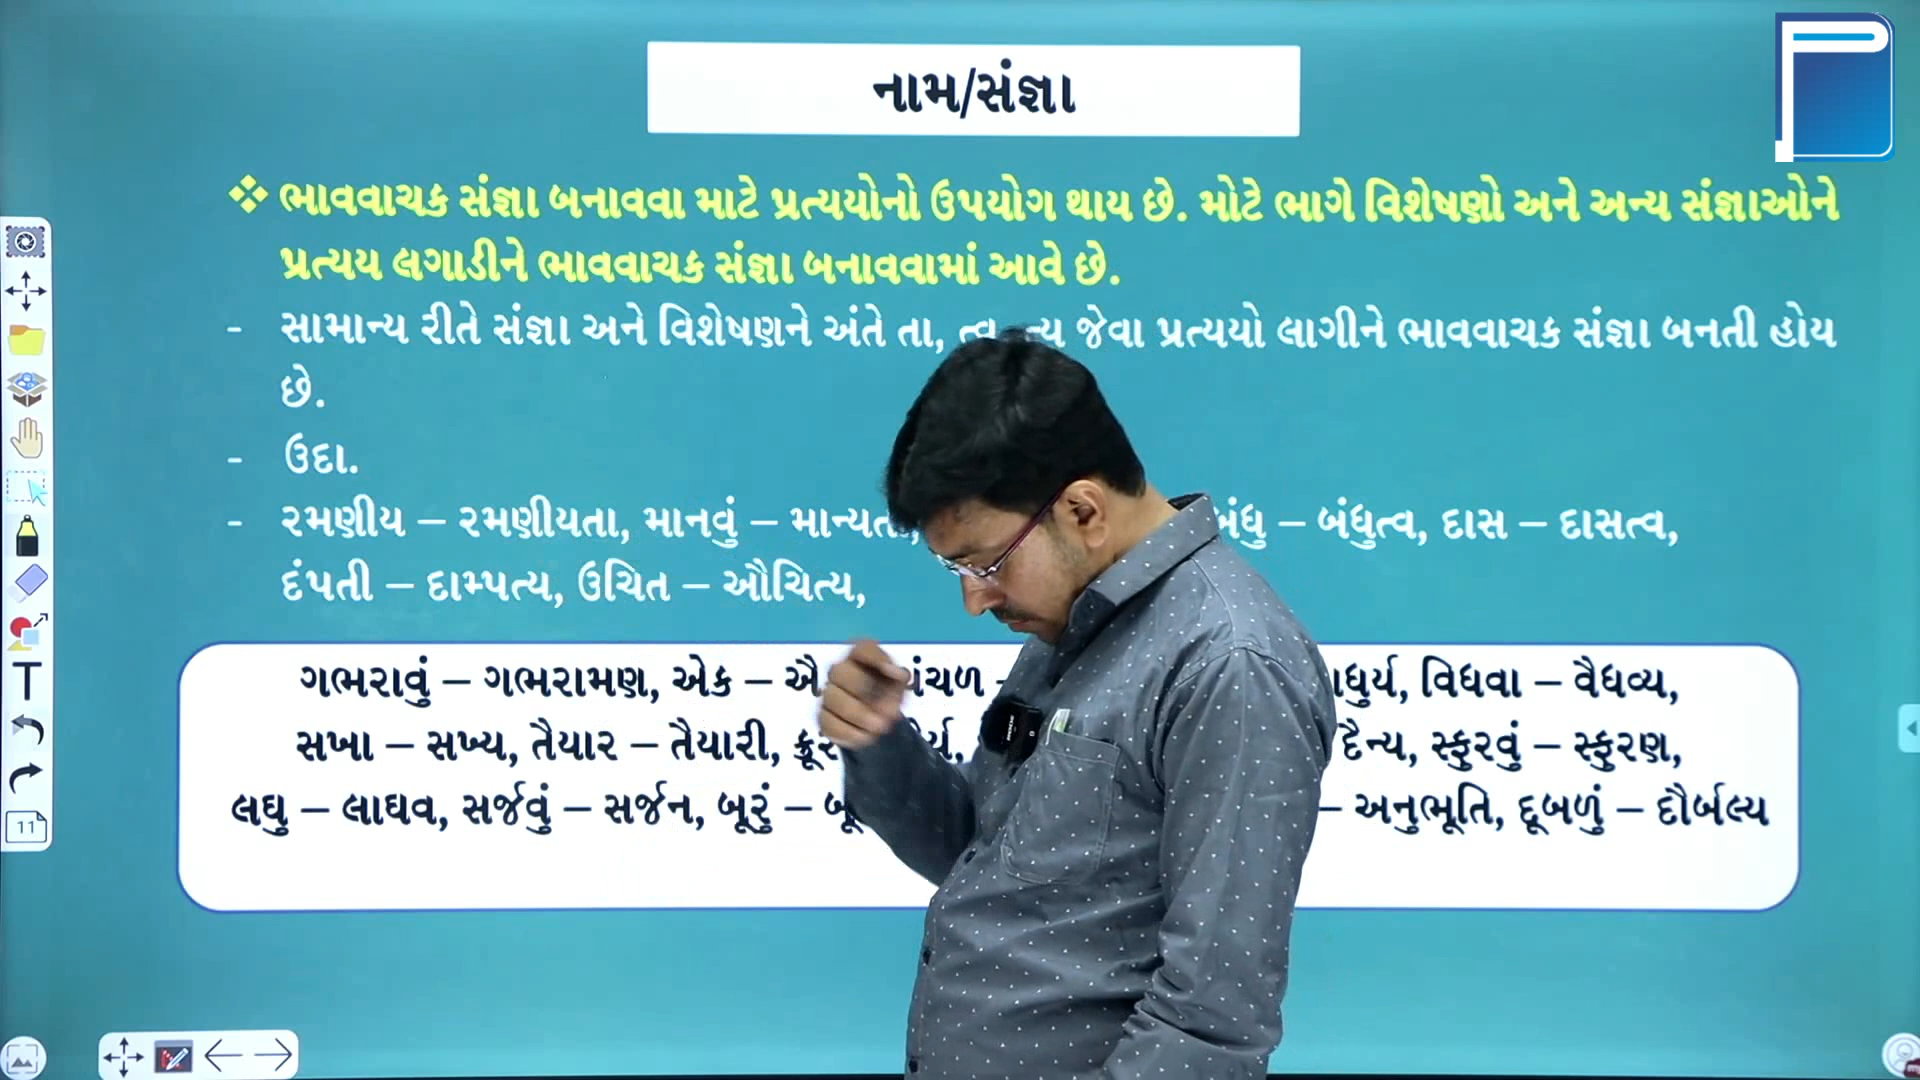 નામ/સંજ્ઞા
❖ ભાવવાચક સંજ્ઞા બનાવવા માટે પ્રત્યયોનો ઉપયોગ થાય છે. મોટે ભાગે વિશેષણો અને અન્ય સંજ્ઞાઓને
પ્રત્યય લગાડીને ભાવવાચક સંજ્ઞા બનાવવામાં આવે છે.
- સામાન્ય રીતે સંજ્ઞા અને વિશેષણને અંતે તા, ત્વ જેવા પ્રત્યયો લાગીને ભાવવાચક સંજ્ઞા બનતી હોય
છે.
- ઉદા.
- રમણીય – રમણીયતા, માનવું – બંધુ – બંધુત્વ, દાસ – દાસત્વ,
દંપતી – દામ્પત્ય, ઉચિત – ઔચિત્ય,
ગભરાવું – ગભરામણ, એક – વિધવા – વૈધવ્ય,
સખા – સખ્ય, તૈયાર – તૈયારી, દૈન્ય, સ્ફુરવું – સ્ફુરણ,
લઘુ – લાઘવ, સર્જવું – સર્જન, બૂરું – – અનુભૂતિ, દૂબળું – દૌર્બલ્ય
T
11